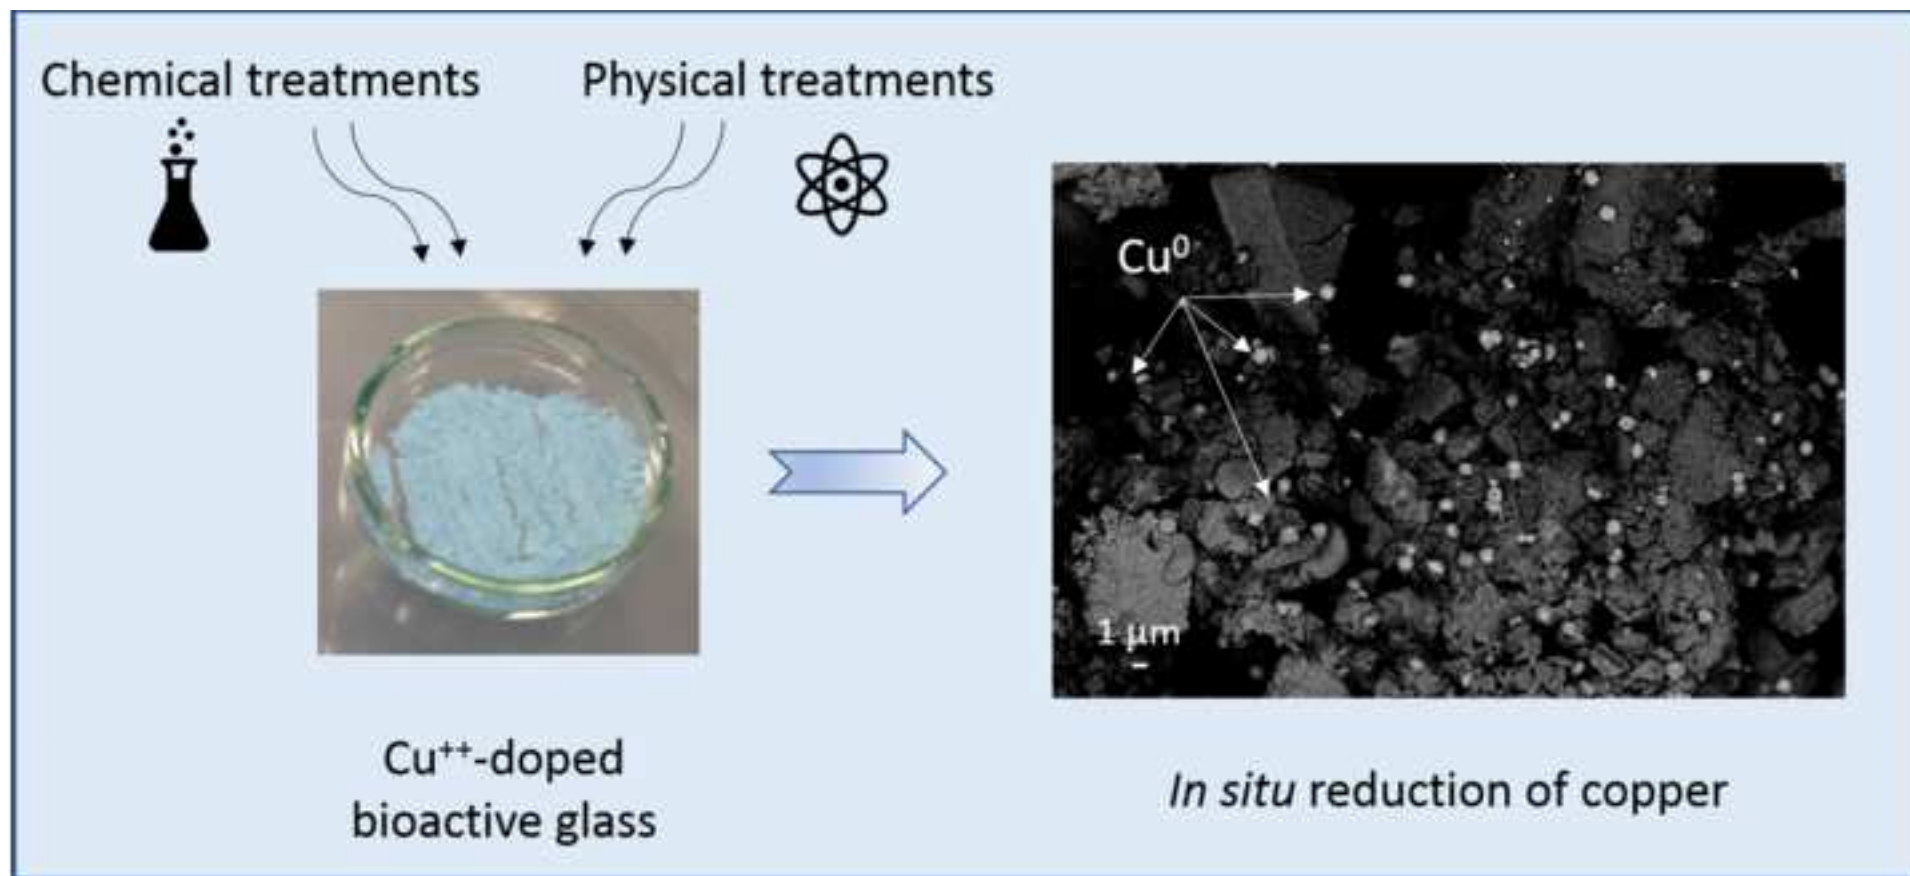 Chemical treatments
Physical treatments
Cu⁰
1 μm
Cu⁺⁺-doped
bioactive glass
In situ reduction of copper